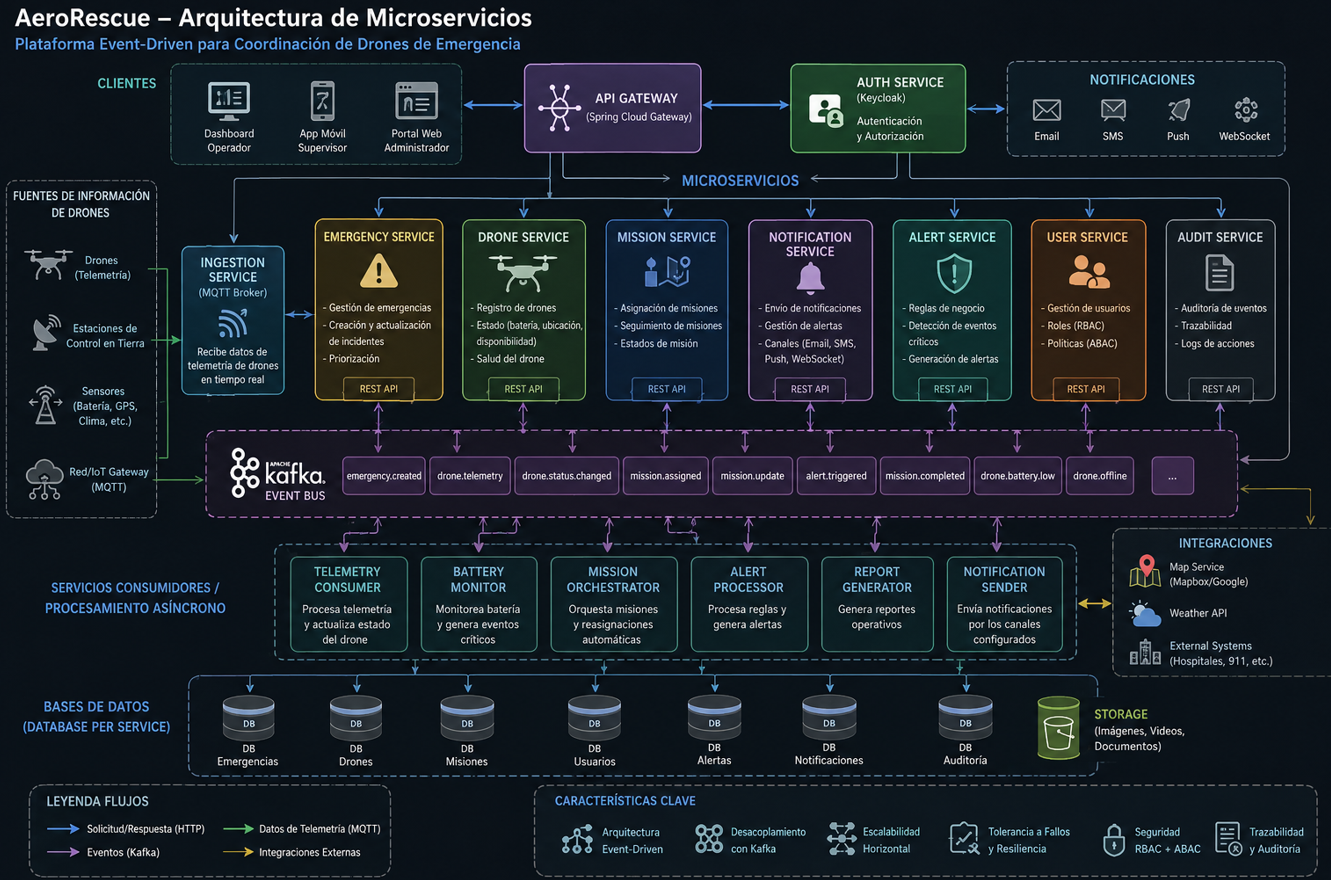 AeroRescue – Arquitectura de Microservicios
Plataforma Event-Driven para Coordinación de Drones de Emergencia
CLIENTES
Dashboard
Operador
App Móvil
Supervisor
Portal Web
Administrador
API GATEWAY
(Spring Cloud Gateway)
AUTH SERVICE
(Keycloak)
Autenticación
y Autorización
NOTIFICACIONES
Email
SMS
Push
WebSocket
MICROSERVICIOS
FUENTES DE INFORMACIÓN
DE DRONES
Drones
(Telemetría)
Estaciones de
Control en Tierra
Sensores
(Batería, GPS,
Clima, etc.)
Red/IoT Gateway
(MQTT)
INGESTION
SERVICE
(MQTT Broker)
Recibe datos de
telemetría de drones
en tiempo real
EMERGENCY SERVICE
- Gestión de emergencias
- Creación y actualización
de incidentes
- Priorización
REST API
DRONE SERVICE
- Registro de drones
- Estado (batería, ubicación,
disponibilidad)
- Salud del drone
REST API
MISSION SERVICE
- Asignación de misiones
- Seguimiento de misiones
- Estados de misión
REST API
NOTIFICATION
SERVICE
- Envío de notificaciones
- Gestión de alertas
- Canales (Email, SMS,
Push, WebSocket)
REST API
ALERT SERVICE
- Reglas de negocio
- Detección de eventos
críticos
- Generación de alertas
REST API
USER SERVICE
- Gestión de usuarios
- Roles (RBAC)
- Políticas (ABAC)
REST API
AUDIT SERVICE
- Auditoría de eventos
- Trazabilidad
- Logs de acciones
REST API
APACHE
kafka.
EVENT BUS
emergency.created
drone.telemetry
drone.status.changed
mission.assigned
mission.update
alert.triggered
mission.completed
drone.battery.low
drone.offline
...
SERVICIOS CONSUMIDORES /
PROCESAMIENTO ASÍNCRONO
TELEMETRY
CONSUMER
Procesa telemetría
y actualiza estado
del drone
BATTERY
MONITOR
Monitorea batería
y genera eventos
críticos
MISSION
ORCHESTRATOR
Orquesta misiones
y reasignaciones
automáticas
ALERT
PROCESSOR
Procesa reglas y
genera alertas
REPORT
GENERATOR
Genera reportes
operativos
NOTIFICATION
SENDER
Envía notificaciones
por los canales
configurados
INTEGRACIONES
Map Service
(Mapbox/Google)
Weather API
External Systems
(Hospitales, 911, etc.)
BASES DE DATOS
(DATABASE PER SERVICE)
DB
DB
Emergencias
DB
DB
Drones
DB
DB
Misiones
DB
DB
Usuarios
DB
DB
Alertas
DB
DB
Notificaciones
DB
DB
Auditoría
STORAGE
(Imágenes, Videos,
Documentos)
LEYENDA FLUJOS
Solicitud/Respuesta (HTTP)
Datos de Telemetría (MQTT)
Eventos (Kafka)
Integraciones Externas
CARACTERÍSTICAS CLAVE
Arquitectura
Event-Driven
Desacoplamiento
con Kafka
Escalabilidad
Horizontal
Tolerancia a Fallos
y Resiliencia
Seguridad
RBAC + ABAC
Trazabilidad
y Auditoría